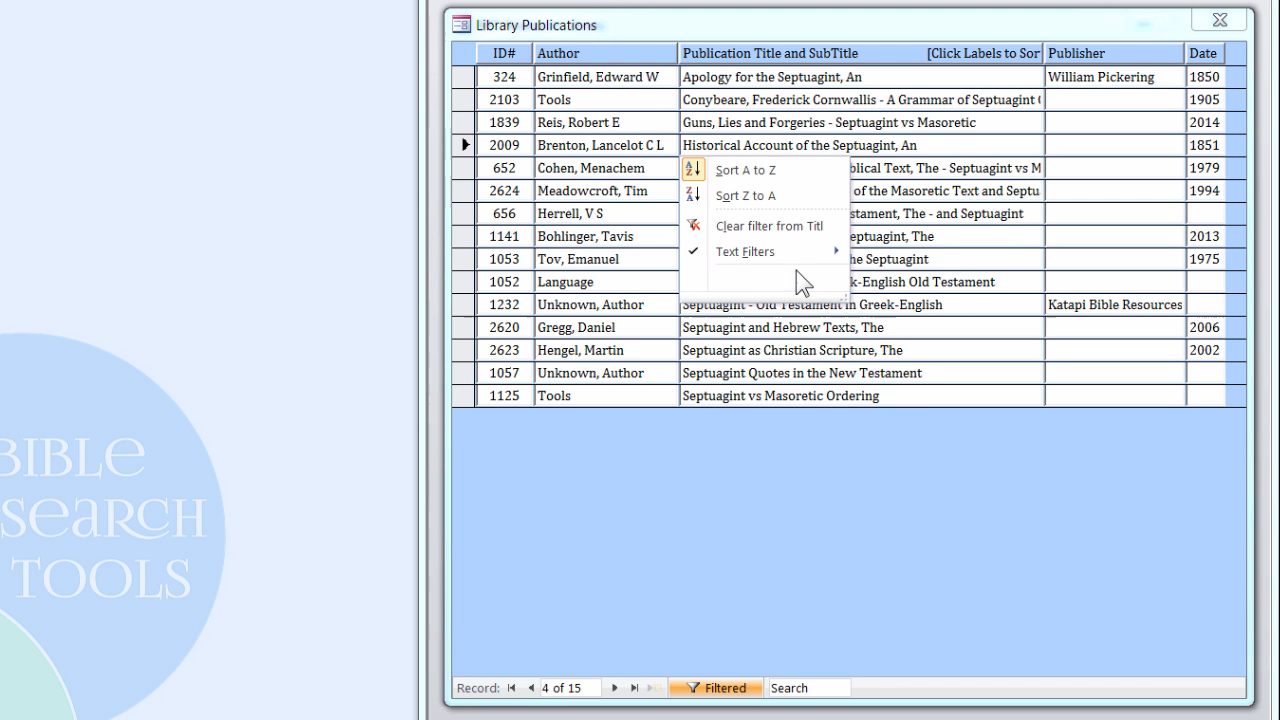 Library Publications
ID# Author Publication Title and SubTitle [Click Labels to Sor Publisher Date
324 Grinfield, Edward W Apology for the Septuagint, An William Pickering 1850
2103 Tools Conybeare, Frederick Cornwallis - A Grammar of Septuagint 1905
1839 Reis, Robert E Guns, Lies and Forgeries - Septuagint vs Masoretic 2014
2009 Brenton, Lancelot C L Historical Account of the Septuagint, An 1851
652 Cohen, Menachem blical Text, The - Septuagint vs M 1979
2624 Meadowcroft, Tim of the Masoretic Text and Septu 1994
656 Herrell, V S stament, The - and Septuagint
1141 Bohlinger, Tavis eptuagint, The 2013
1053 Tov, Emanuel he Septuagint 1975
1052 Language k-English Old Testament
1232 Unknown, Author Septuagint - Old Testament in Greek-English Katapi Bible Resources
2620 Gregg, Daniel Septuagint and Hebrew Texts, The 2006
2623 Hengel, Martin Septuagint as Christian Scripture, The 2002
1057 Unknown, Author Septuagint Quotes in the New Testament
1125 Tools Septuagint vs Masoretic Ordering
Sort A to Z
Sort Z to A
Clear filter from Titl
Text Filters
BIBLE
SEARCH
TOOLS
Record: 4 of 15 Filtered Search